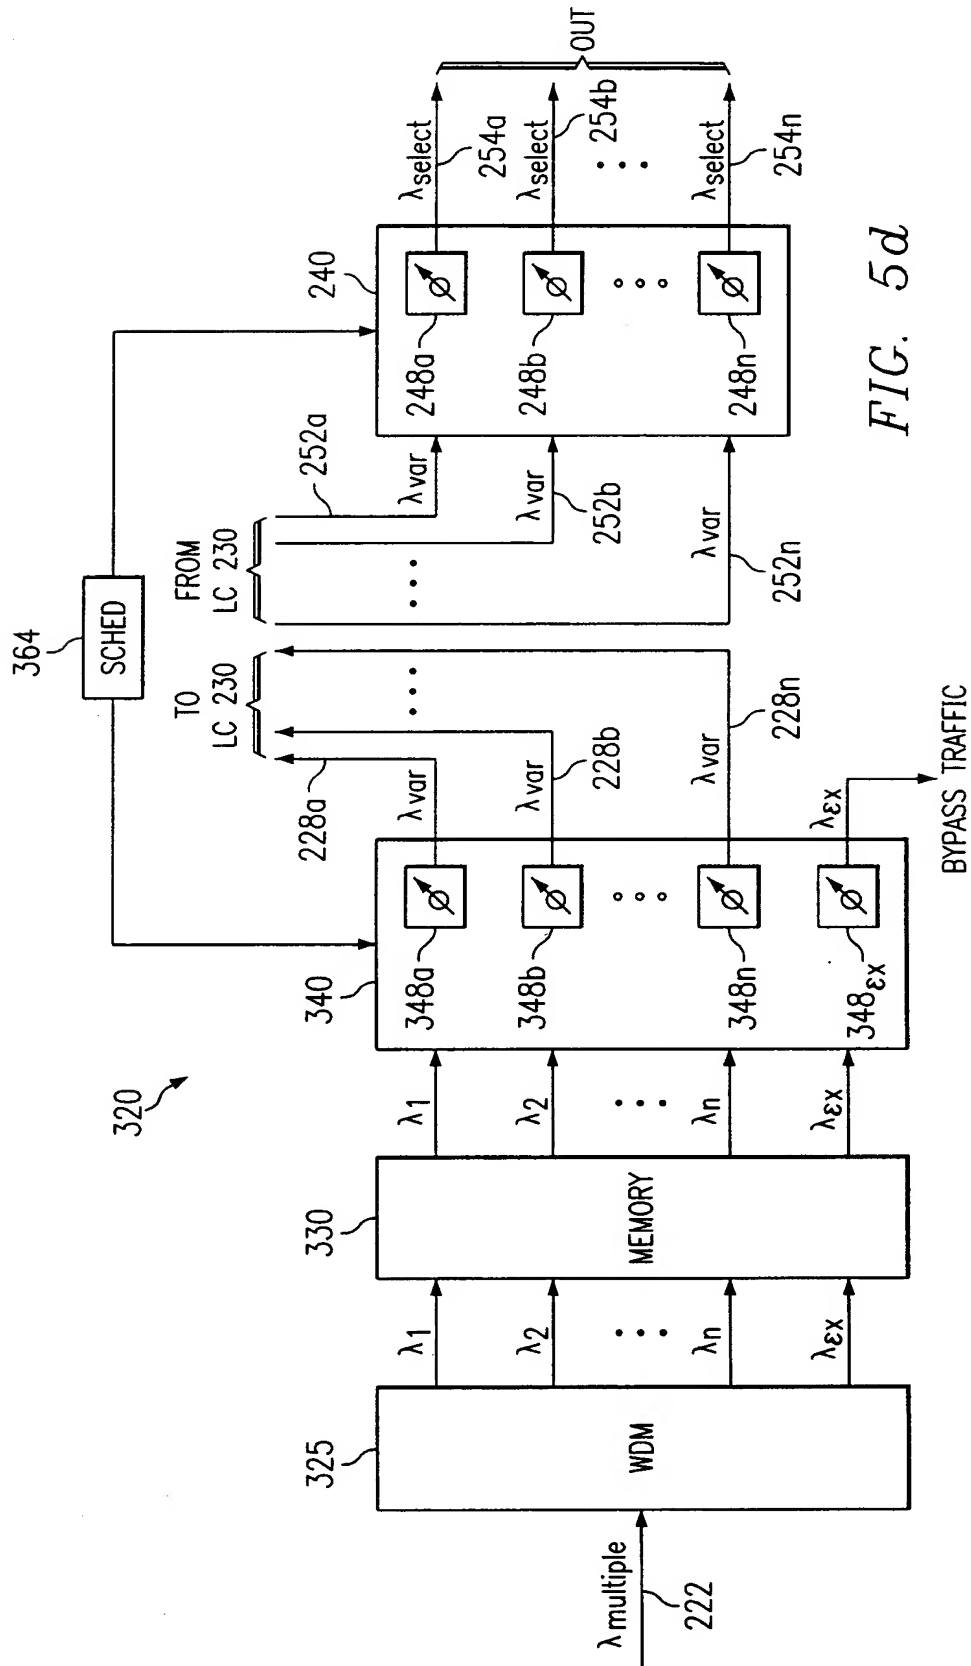 320
222
λmultiple
325
WDM
λ1
λ2
λn
λεx
330
MEMORY
λ1
λ2
λn
λεx
340
348a
348b
348n
348εx
λvar
λvar
λvar
λεx
228a
228b
228n
BYPASS TRAFFIC
TO
LC 230
364
SCHED
FROM
LC 230
252a
252b
252n
λvar
λvar
λvar
240
248a
248b
248n
λselect
λselect
λselect
254a
254b
254n
OUT
FIG. 5d